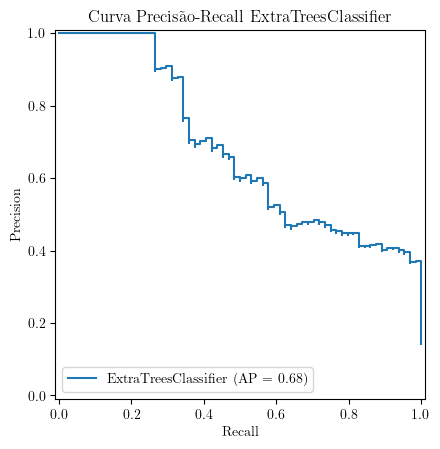 Curva Precisão-Recall ExtraTreesClassifier
1.0
0.8
0.6
0.4
0.2
0.0
Precision
0.0 0.2 0.4 0.6 0.8 1.0
Recall
ExtraTreesClassifier (AP = 0.68)